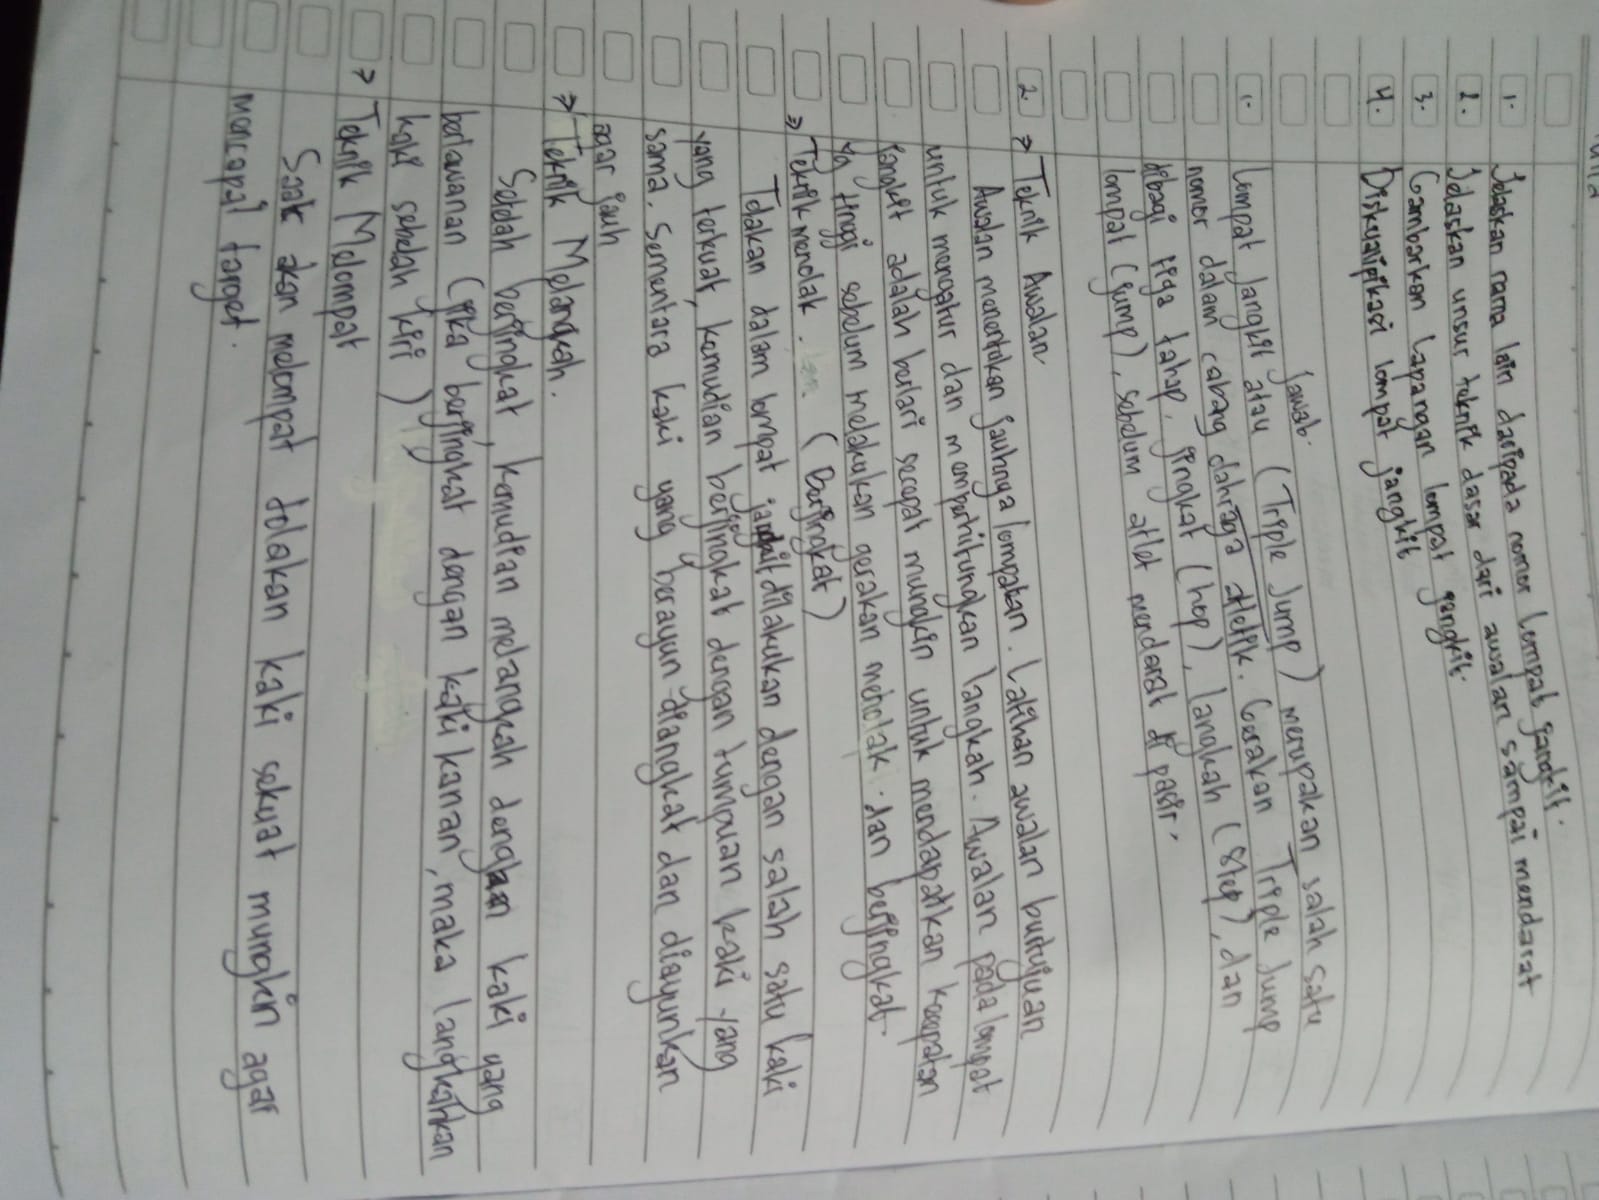 1. Jelaskan nama lain daripada nomor lompat jangkit.
2. Jelaskan unsur teknik dasar dari awalan sampai mendarat
3. Gambarkan Lapangan lompat jangkit.
4. Diskualipikasi lompat jangkit
Jawab.
1. Lompat Jangkit atau (Triple Jump) merupakan salah satu
nomor dalam cabang olahraga atletik. Gerakan Triple Jump
dibagi tiga tahap, jingkat (hop), langkah (Step), dan
lompat (jump), sebelum atlet mendarat di pasir.
2. => Teknik Awalan
Awalan menentukan jauhnya lompatan. Latihan awalan burtujuan
untuk mengatur dan memperhitungkan langkah. Awalan pada lompat
jangkit adalah berlari secepat mungkin untuk mendapatkan kecepatan
yg tinggi sebelum melakukan gerakan menolak dan berjingkat.
=> Teknik menolak. (Berjingkat)
Tolakan dalam lompat jangkit dilakukan dengan salah satu kaki
yang terkuat, kemudian berjingkat dengan tumpuan kaki yang
sama. Sementara kaki yang berayun diangkat dan diayunkan
agar jauh
=> Teknik Melangkah.
Setelah berjingkat, kemudian melangkah dengan kaki yang
berlawanan (jika berjingkat dengan kaki kanan, maka langkahkan
kaki sebelah kiri)
=> Teknik Melompat
Saat akan melompat tolakan kaki sekuat mungkin agar
mencapai target.